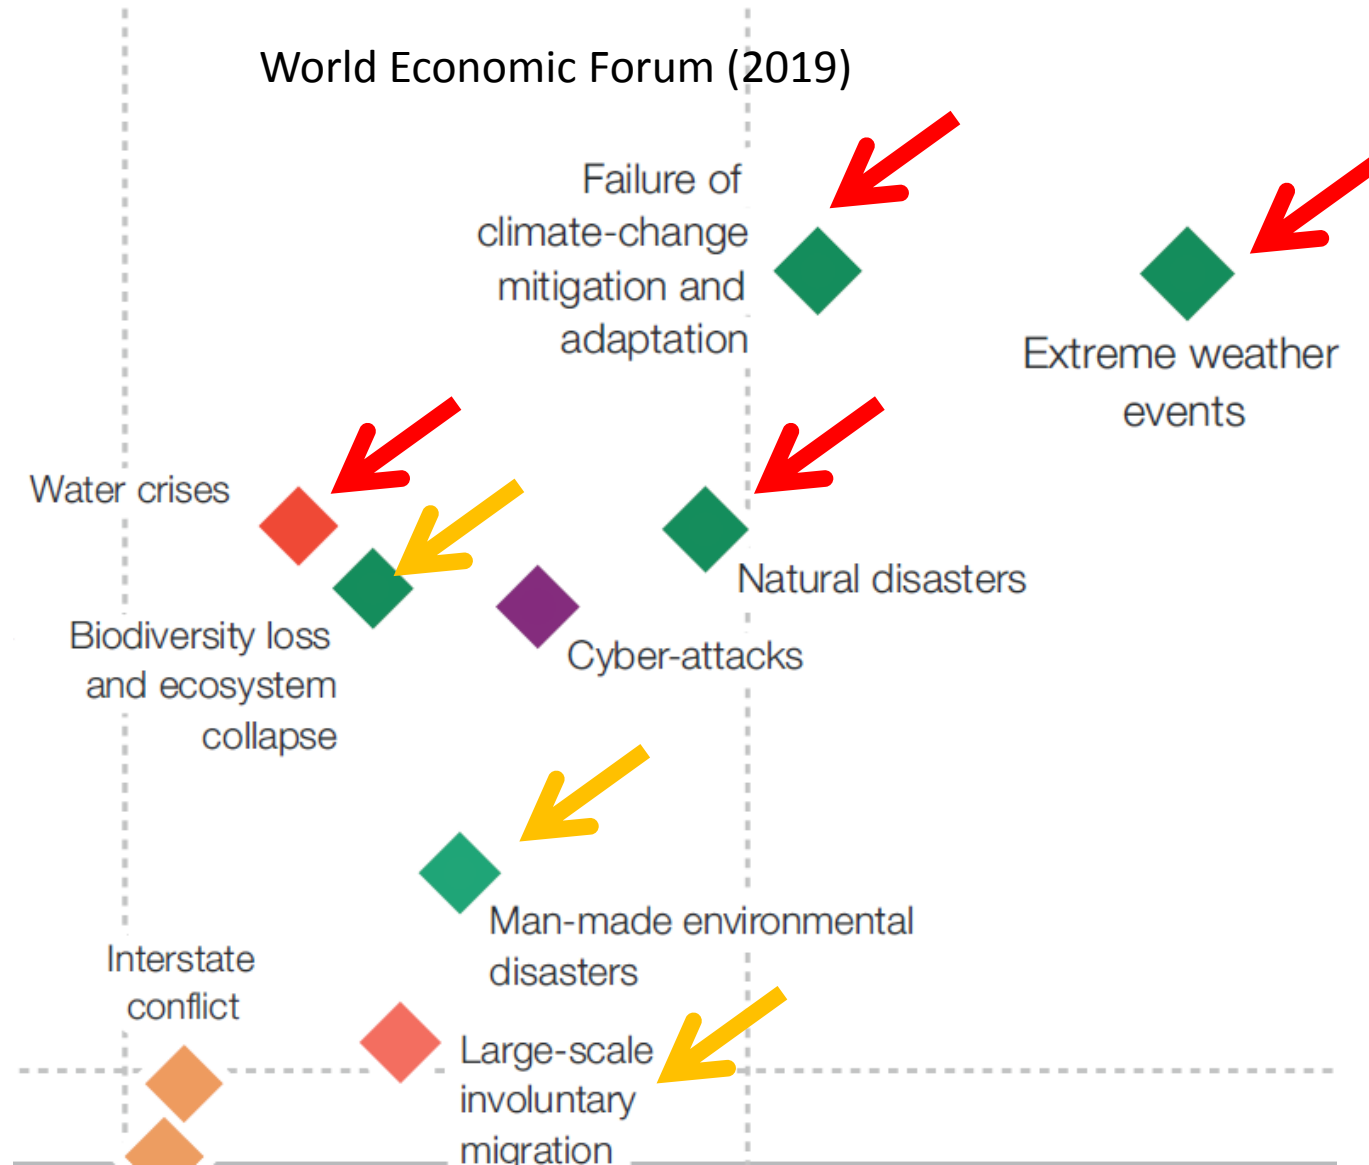 World Economic Forum (2019)
Failure of
climate-change
mitigation and
adaptation
Extreme weather
events
Water crises
Natural disasters
Biodiversity loss
and ecosystem
collapse
Cyber-attacks
Man-made environmental
disasters
Interstate
conflict
Large-scale
involuntary
migration